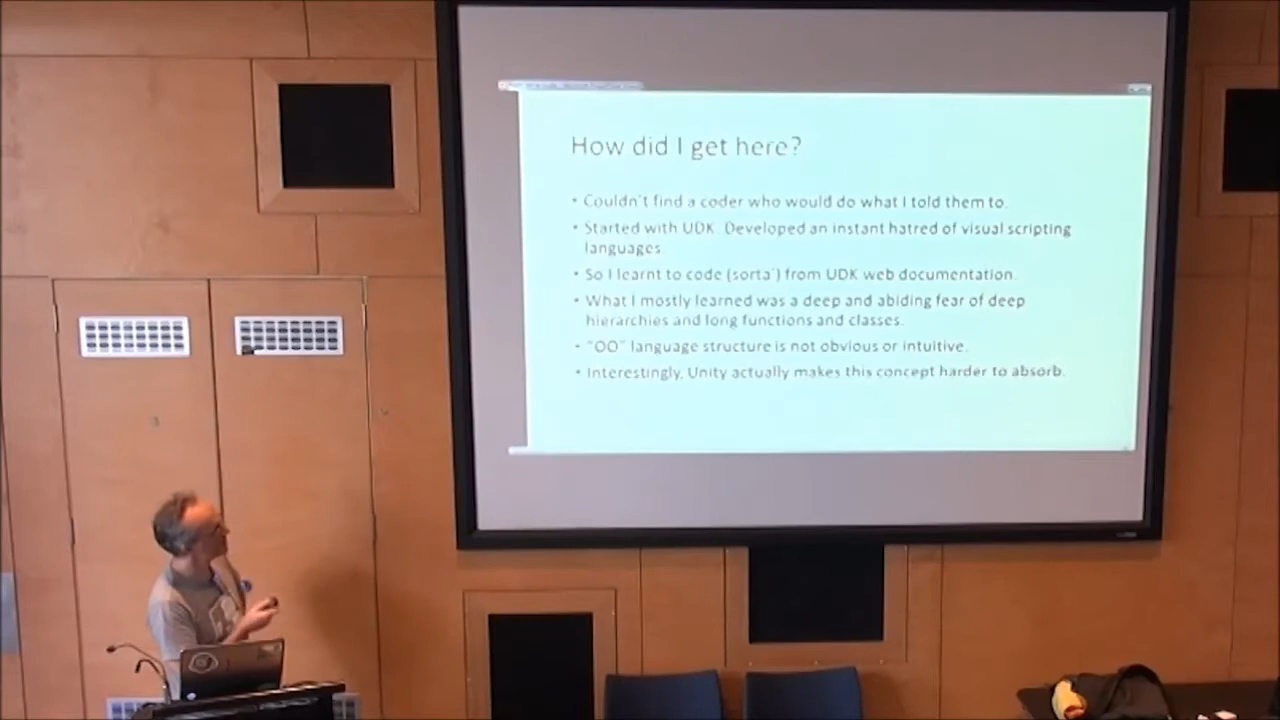 How did I get here?
• Couldn't find a coder who would do what I told them to.
• Started with UDK. Developed an instant hatred of visual scripting
languages.
• So I learnt to code (sorta') from UDK web documentation.
• What I mostly learned was a deep and abiding fear of deep
hierarchies and long functions and classes.
• "OO" language structure is not obvious or intuitive.
• Interestingly, Unity actually makes this concept harder to absorb.